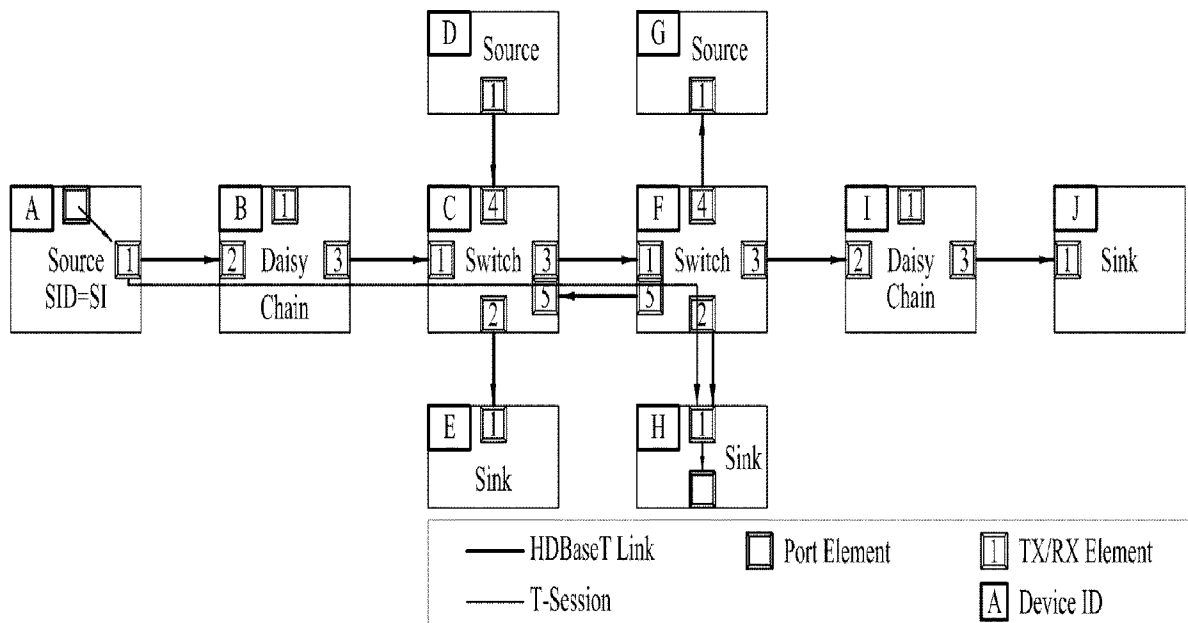 D
Source
1
G
Source
1
A
Source
SID=SI
1
B
1
2
Daisy
Chain
3
C
4
1
Switch
3
5
2
F
4
1
Switch
3
5
2
I
1
2
Daisy
Chain
3
J
1
Sink
E
1
Sink
H
1
Sink
HDBaseT Link
Port Element
1
TX/RX Element
T-Session
A
Device ID